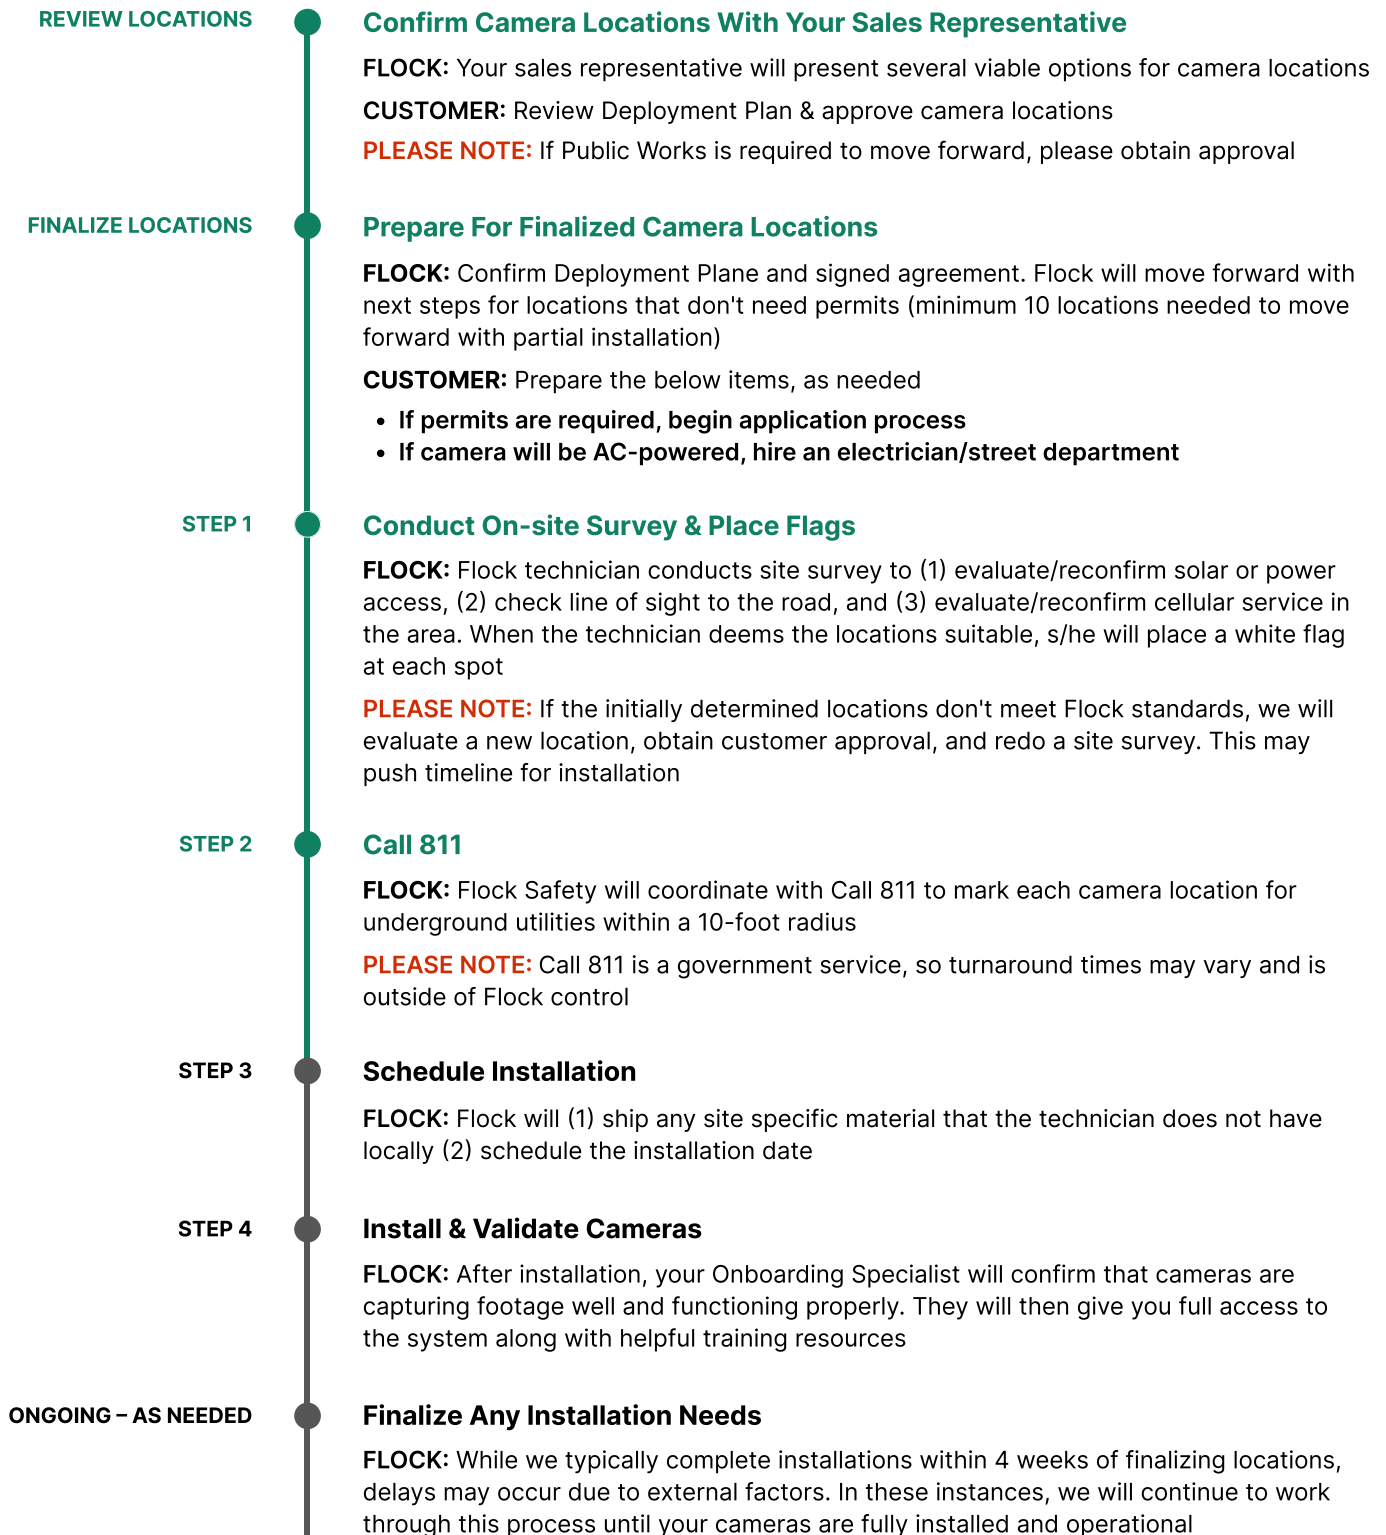 REVIEW LOCATIONS
Confirm Camera Locations With Your Sales Representative
FLOCK: Your sales representative will present several viable options for camera locations
CUSTOMER: Review Deployment Plan & approve camera locations
PLEASE NOTE: If Public Works is required to move forward, please obtain approval
FINALIZE LOCATIONS
Prepare For Finalized Camera Locations
FLOCK: Confirm Deployment Plane and signed agreement. Flock will move forward with
next steps for locations that don't need permits (minimum 10 locations needed to move
forward with partial installation)
CUSTOMER: Prepare the below items, as needed
• If permits are required, begin application process
• If camera will be AC-powered, hire an electrician/street department
STEP 1
Conduct On-site Survey & Place Flags
FLOCK: Flock technician conducts site survey to (1) evaluate/reconfirm solar or power
access, (2) check line of sight to the road, and (3) evaluate/reconfirm cellular service in
the area. When the technician deems the locations suitable, s/he will place a white flag
at each spot
PLEASE NOTE: If the initially determined locations don't meet Flock standards, we will
evaluate a new location, obtain customer approval, and redo a site survey. This may
push timeline for installation
STEP 2
Call 811
FLOCK: Flock Safety will coordinate with Call 811 to mark each camera location for
underground utilities within a 10-foot radius
PLEASE NOTE: Call 811 is a government service, so turnaround times may vary and is
outside of Flock control
STEP 3
Schedule Installation
FLOCK: Flock will (1) ship any site specific material that the technician does not have
locally (2) schedule the installation date
STEP 4
Install & Validate Cameras
FLOCK: After installation, your Onboarding Specialist will confirm that cameras are
capturing footage well and functioning properly. They will then give you full access to
the system along with helpful training resources
ONGOING – AS NEEDED
Finalize Any Installation Needs
FLOCK: While we typically complete installations within 4 weeks of finalizing locations,
delays may occur due to external factors. In these instances, we will continue to work
through this process until your cameras are fully installed and operational